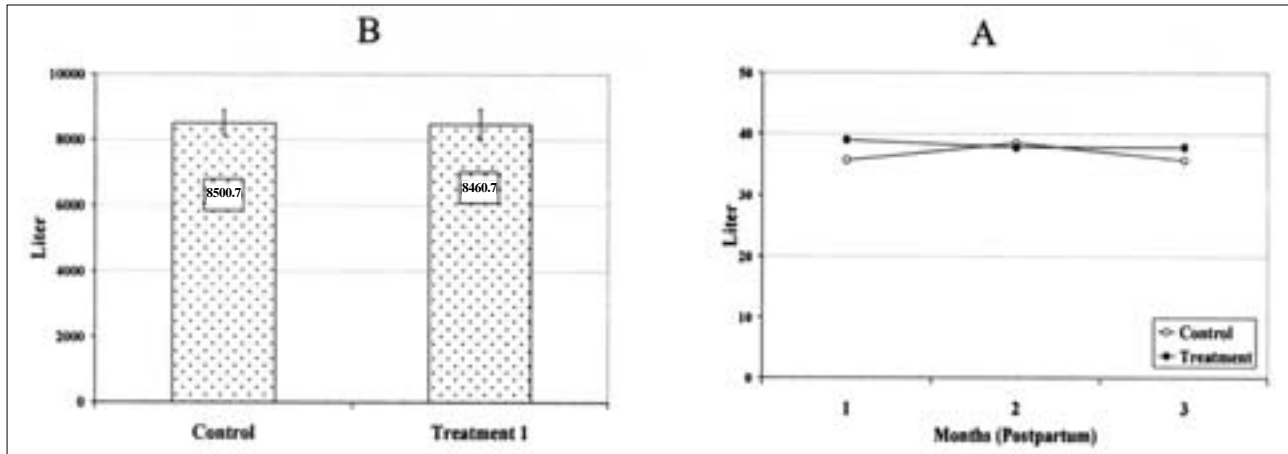 B
10000
8000
6000
4000
2000
0
Liter
8500.7
8460.7
Control
Treatment 1
A
50
40
30
20
10
0
Liter
Control
Treatment
1
2
3
Months (Postpartum)